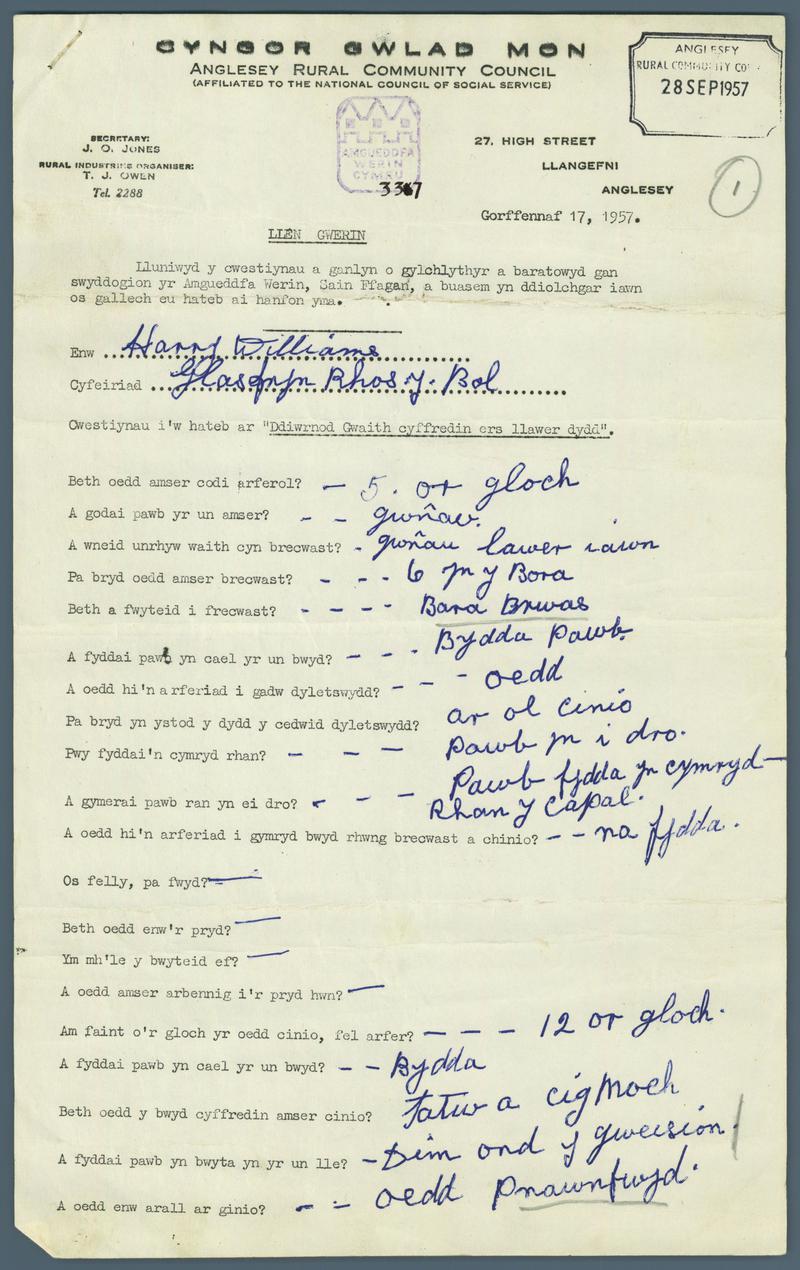 CYNGOR GWLAD MON
ANGLESEY RURAL COMMUNITY COUNCIL
(AFFILIATED TO THE NATIONAL COUNCIL OF SOCIAL SERVICE)
ANGLESEY
RURAL COMMUNITY
28 SEP 1957
SECRETARY:
J. O. JONES
RURAL INDUSTRIES ORGANISER:
T. J. OWEN
Tel. 2288
AMGUEDDFA
WERIN
CYMRU
27, HIGH STREET
LLANGEFNI
ANGLESEY
1
Gorffennaf 17, 1957.
LLEN GWERIN
Lluniwyd y cwestiynau a ganlyn o gylchlythyr a baratowyd gan
swyddogion yr Amgueddfa Werin, Sain Ffagan, a buasem yn ddiolchgar iawn
os gallech eu hateb ai hanfon yma.
Enw ... Harry Williams
Cyfeiriad ... Glasfryn Rhos y. Bol
Cwestiynau i'w hateb ar "Ddiwrnod Gwaith cyffredin ers llawer dydd".
Beth oedd amser codi arferol? — 5. or gloch
A godai pawb yr un amser? - - gwñav.
A wneid unrhyw waith cyn brecwast? - gwñau lawer iawn
Pa bryd oedd amser brecwast? - - - 6 yn y Bora
Beth a fwyteid i frecwast? - - - - Bara Brwas
A fyddai pawb yn cael yr un bwyd? — - - Bydda Pawb.
A oedd hi'n arferiad i gadw dyletswydd? - - - oedd
Pa bryd yn ystod y dydd y cedwid dyletswydd? ar ol cinio
Pwy fyddai'n cymryd rhan? - — — Pawb yn i dro.
A gymerai pawb ran yn ei dro? - - — Pawb fydda yn cymryd—
Rhan y Capal.
A oedd hi'n arferiad i gymryd bwyd rhwng brecwast a chinio? - - na fydda.
Os felly, pa fwyd? —
Beth oedd enw'r pryd? —
Ym mh'le y bwyteid ef? —
A oedd amser arbennig i'r pryd hwn? —
Am faint o'r gloch yr oedd cinio, fel arfer? — — — 12 or gloch.
A fyddai pawb yn cael yr un bwyd? - - Bydda
Beth oedd y bwyd cyffredin amser cinio? Tatw a cig Moch
A fyddai pawb yn bwyta yn yr un lle? - Dim ond y gweision.
A oedd enw arall ar ginio? - - oedd Pnawnfwyd.